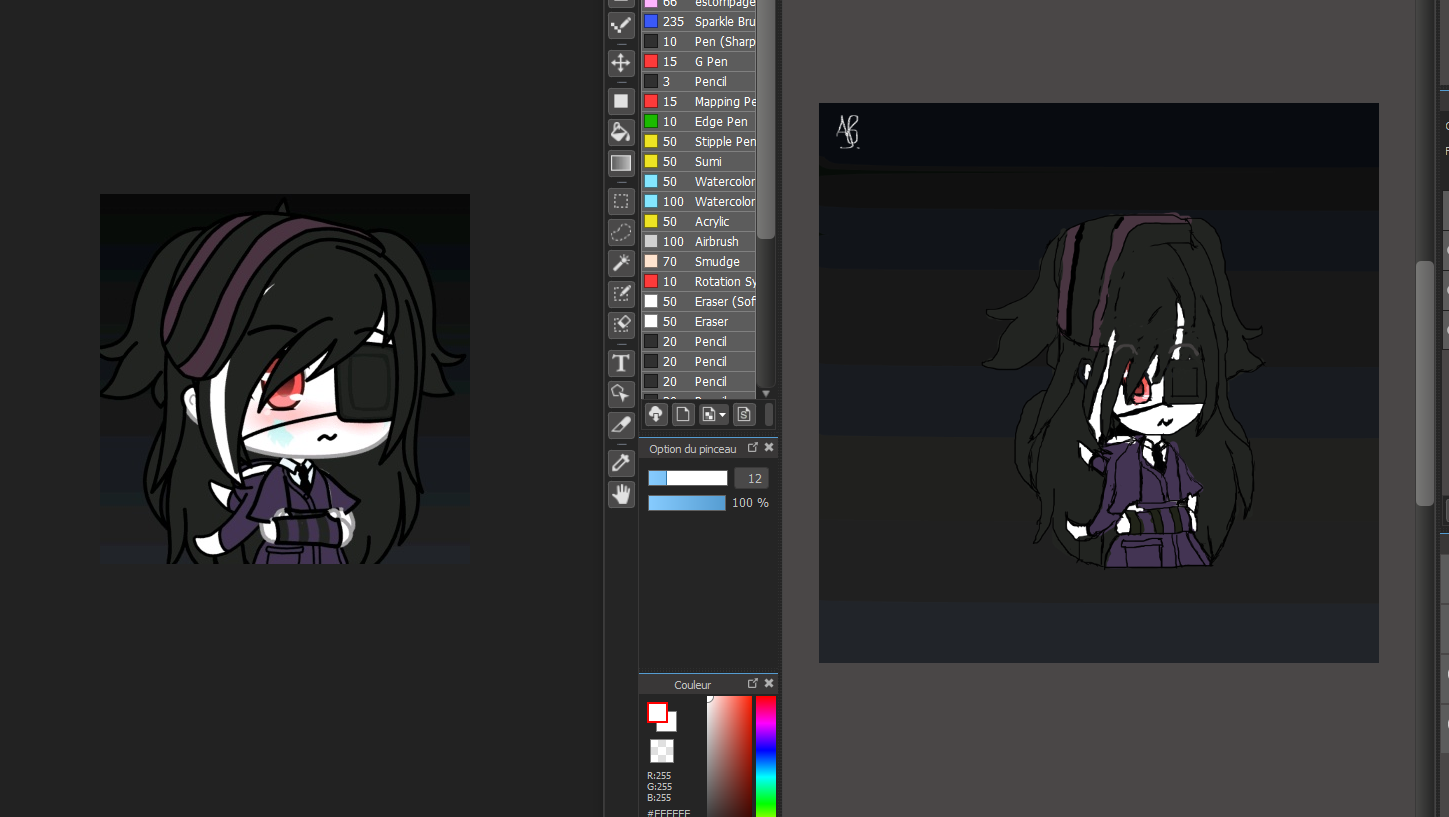 66 estompage
235 Sparkle Bru
10 Pen (Sharp
15 G Pen
3 Pencil
15 Mapping Pe
10 Edge Pen
50 Stipple Pen
50 Sumi
50 Watercolor
100 Watercolor
50 Acrylic
100 Airbrush
70 Smudge
10 Rotation Sy
50 Eraser (Sof
50 Eraser
20 Pencil
20 Pencil
20 Pencil
T
Option du pinceau
12
100 %
Couleur
R:255
G:255
B:255
#FFFFFF